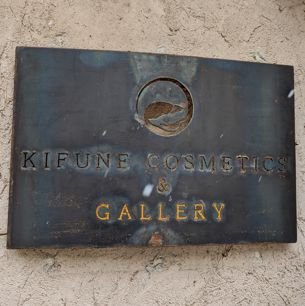 KIFUNE COSMETICS
&
GALLERY